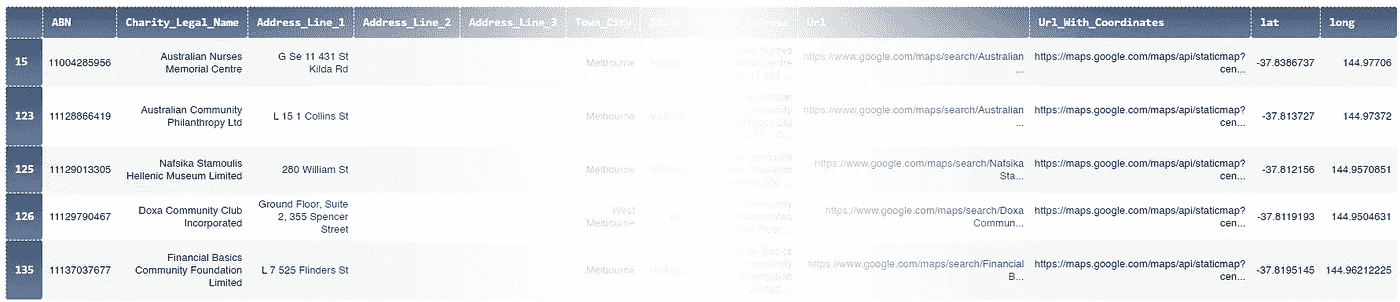 ABN Charity_Legal_Name Address_Line_1 Address_Line_2 Address_Line_3 Town_City Url Url_With_Coordinates lat long
15 11004285956 Australian Nurses Memorial Centre G Se 11 431 St Kilda Rd Melbourne Victoria https://www.google.com/maps/search/Australian ... https://maps.google.com/maps/api/staticmap? cen... -37.8386737 144.97706
123 11128866419 Australian Community Philanthropy Ltd L 15 1 Collins St Melbourne Victoria https://www.google.com/maps/search/Australian ... https://maps.google.com/maps/api/staticmap? cen... -37.813727 144.97372
125 11129013305 Nafsika Stamoulis Hellenic Museum Limited 280 William St Melbourne Victoria https://www.google.com/maps/search/Nafsika Sta... https://maps.google.com/maps/api/staticmap? cen... -37.812156 144.9570851
126 11129790467 Doxa Community Club Incorporated Ground Floor, Suite 2, 355 Spencer Street West Melbourne https://www.google.com/maps/search/Doxa Commun... https://maps.google.com/maps/api/staticmap? cen... -37.8119193 144.9504631
135 11137037677 Financial Basics Community Foundation Limited L 7 525 Flinders St Melbourne Victoria https://www.google.com/maps/search/Financial B... https://maps.google.com/maps/api/staticmap? cen... -37.8195145 144.96212225